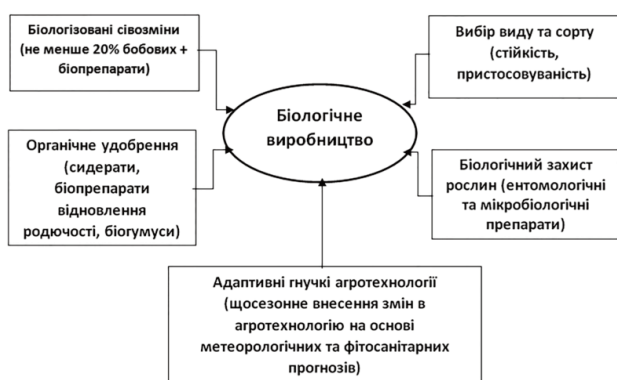 Біологізовані сівозміни
(не менше 20% бобових +
біопрепарати)
Вибір виду та сорту
(стійкість,
пристосовуваність)
Біологічне
виробництво
Органічне удобрення
(сидерати,
біопрепарати
відновлення
родючості, біогумуси)
Біологічний захист
рослин (ентомологічні
та мікробіологічні
препарати)
Адаптивні гнучкі агротехнології
(щосезонне внесення змін в
агротехнологію на основі
метеорологічних та фітосанітарних
прогнозів)